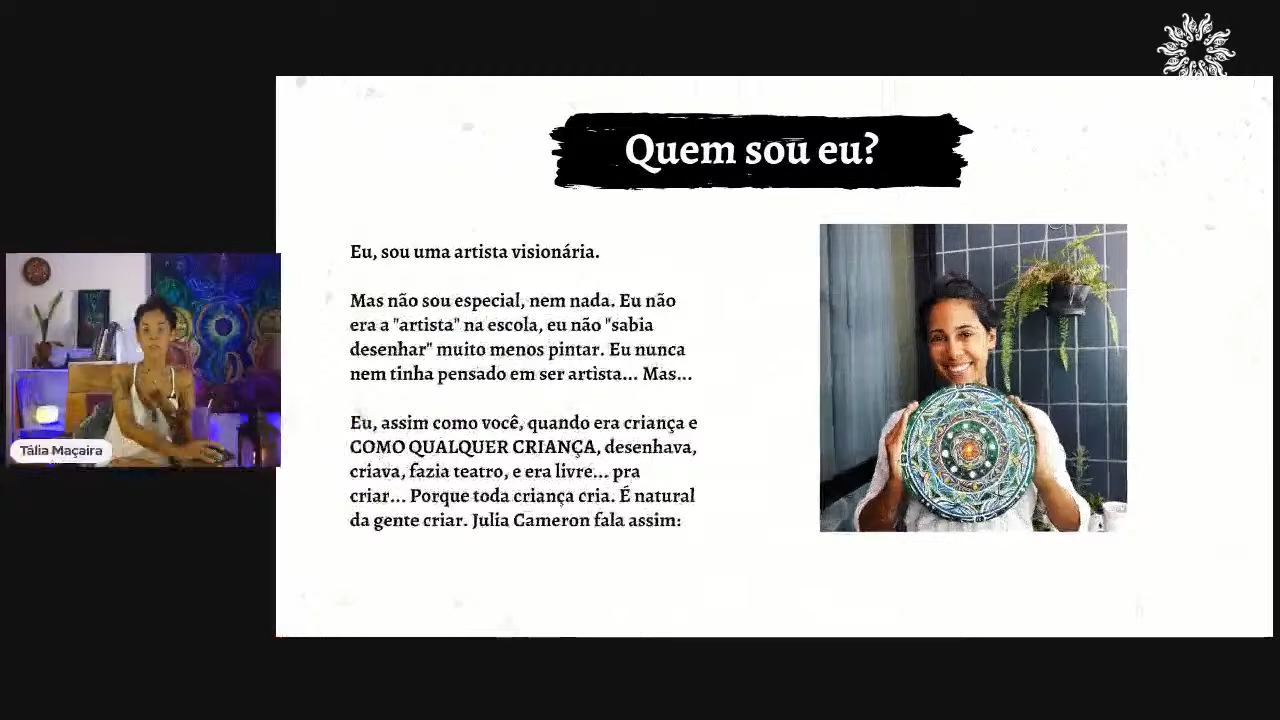 Quem sou eu?
Eu, sou uma artista visionária.
Mas não sou especial, nem nada. Eu não
era a "artista" na escola, eu não "sabia
desenhar" muito menos pintar. Eu nunca
nem tinha pensado em ser artista... Mas...
Eu, assim como você, quando era criança e
COMO QUALQUER CRIANÇA, desenhava,
criava, fazia teatro, e era livre... pra
criar... Porque toda criança cria. É natural
da gente criar. Julia Cameron fala assim:
Tália Maçaira